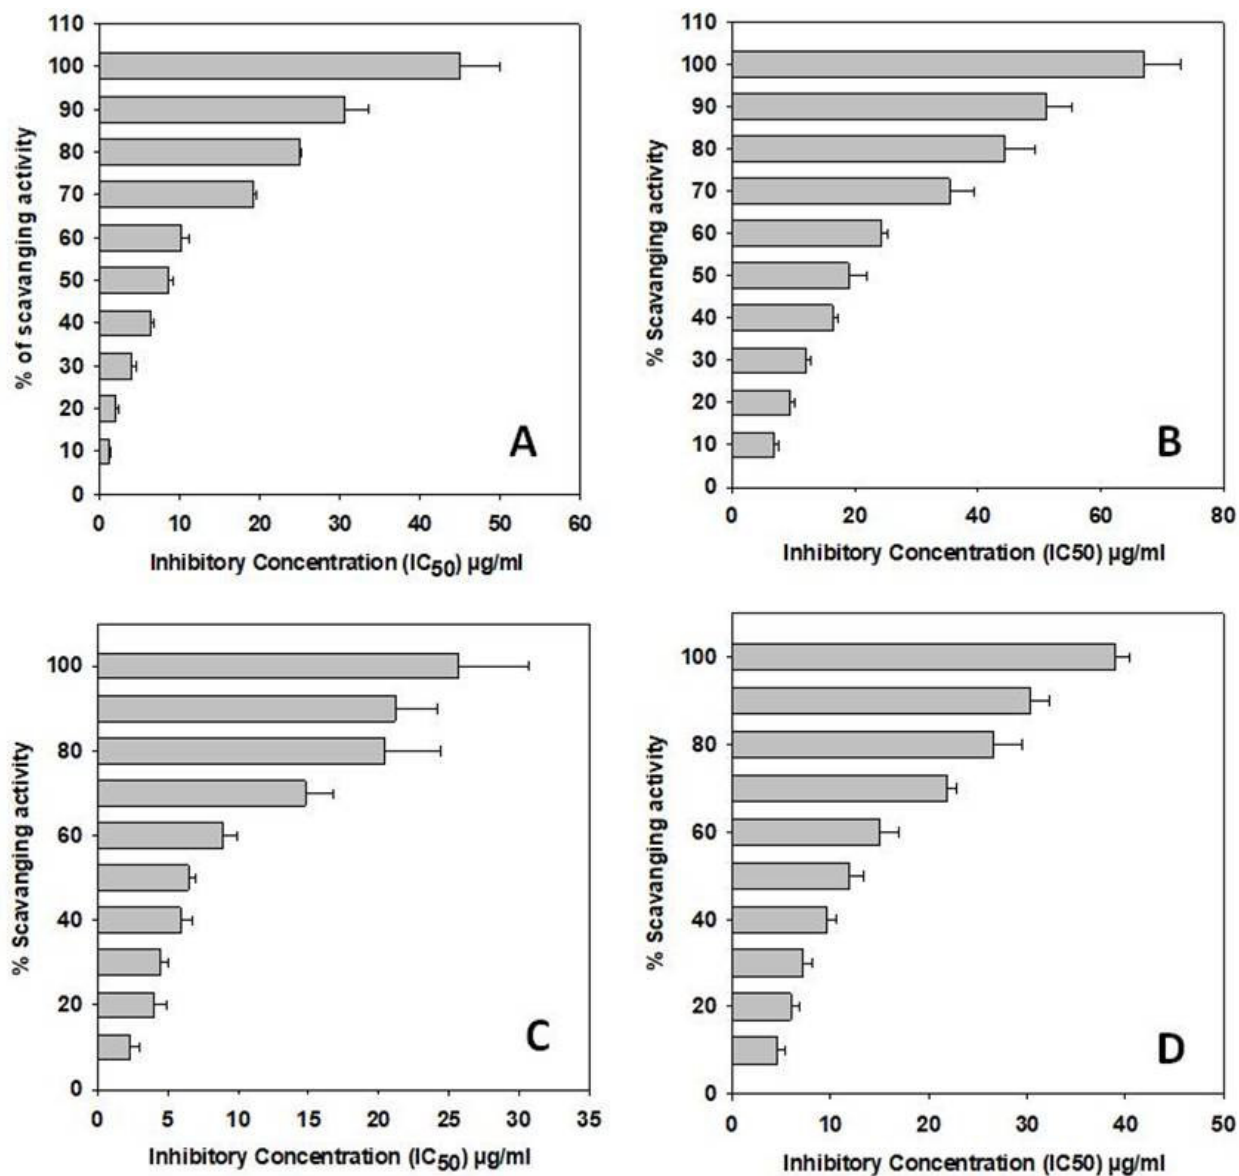 110
100
90
80
70
60
50
40
30
20
10
0
% of scavanging activity
A
0 10 20 30 40 50 60
Inhibitory Concentration (IC50) µg/ml
110
100
90
80
70
60
50
40
30
20
10
0
% Scavanging activity
B
0 20 40 60 80
Inhibitory Concentration (IC50) µg/ml
100
80
60
40
20
0
% Scavanging activity
C
0 5 10 15 20 25 30 35
Inhibitory Concentration (IC50) µg/ml
100
80
60
40
20
0
% Scavanging activity
D
0 10 20 30 40 50
Inhibitory Concentration (IC50) µg/ml